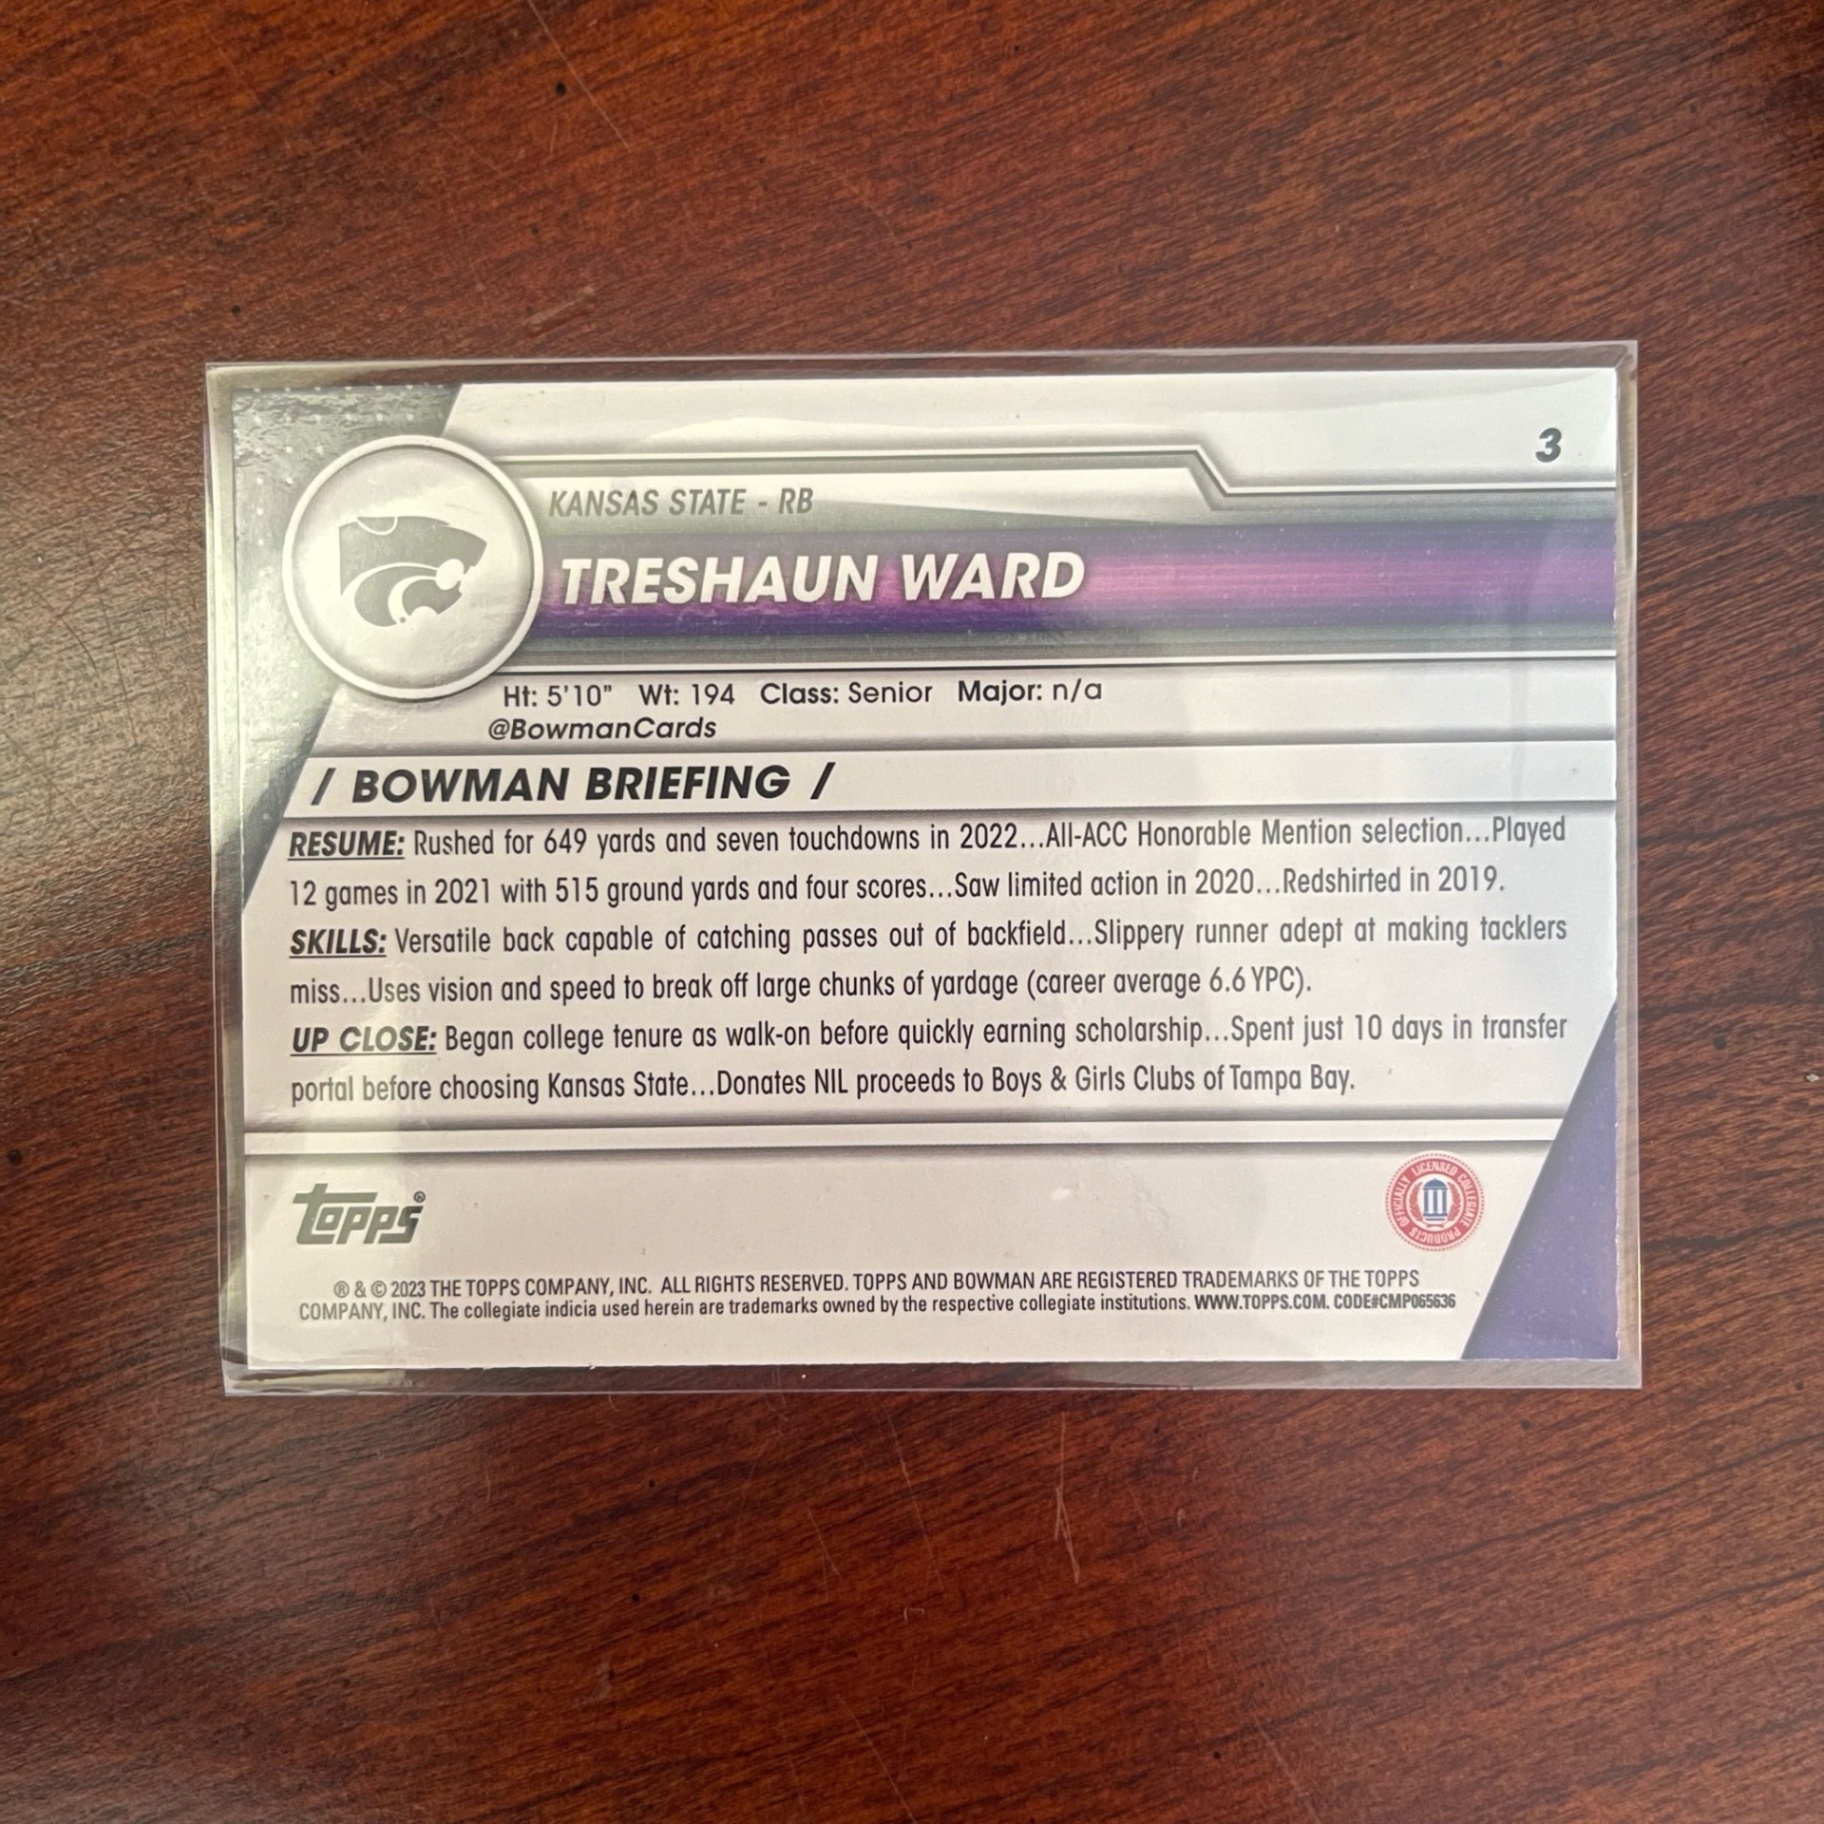 3
KANSAS STATE - RB
TRESHAUN WARD
Ht: 5'10" Wt: 194 Class: Senior Major: n/a
@BowmanCards
/ BOWMAN BRIEFING /
RESUME: Rushed for 649 yards and seven touchdowns in 2022...All-ACC Honorable Mention selection...Played
12 games in 2021 with 515 ground yards and four scores...Saw limited action in 2020...Redshirted in 2019.
SKILLS: Versatile back capable of catching passes out of backfield...Slippery runner adept at making tacklers
miss...Uses vision and speed to break off large chunks of yardage (career average 6.6 YPC).
UP CLOSE: Began college tenure as walk-on before quickly earning scholarship...Spent just 10 days in transfer
portal before choosing Kansas State...Donates NIL proceeds to Boys & Girls Clubs of Tampa Bay.
topps®
OFFICIALLY LICENSED COLLEGIATE PRODUCTS
® & © 2023 THE TOPPS COMPANY, INC. ALL RIGHTS RESERVED. TOPPS AND BOWMAN ARE REGISTERED TRADEMARKS OF THE TOPPS
COMPANY, INC. The collegiate indicia used herein are trademarks owned by the respective collegiate institutions. WWW.TOPPS.COM. CODE#CMP065636